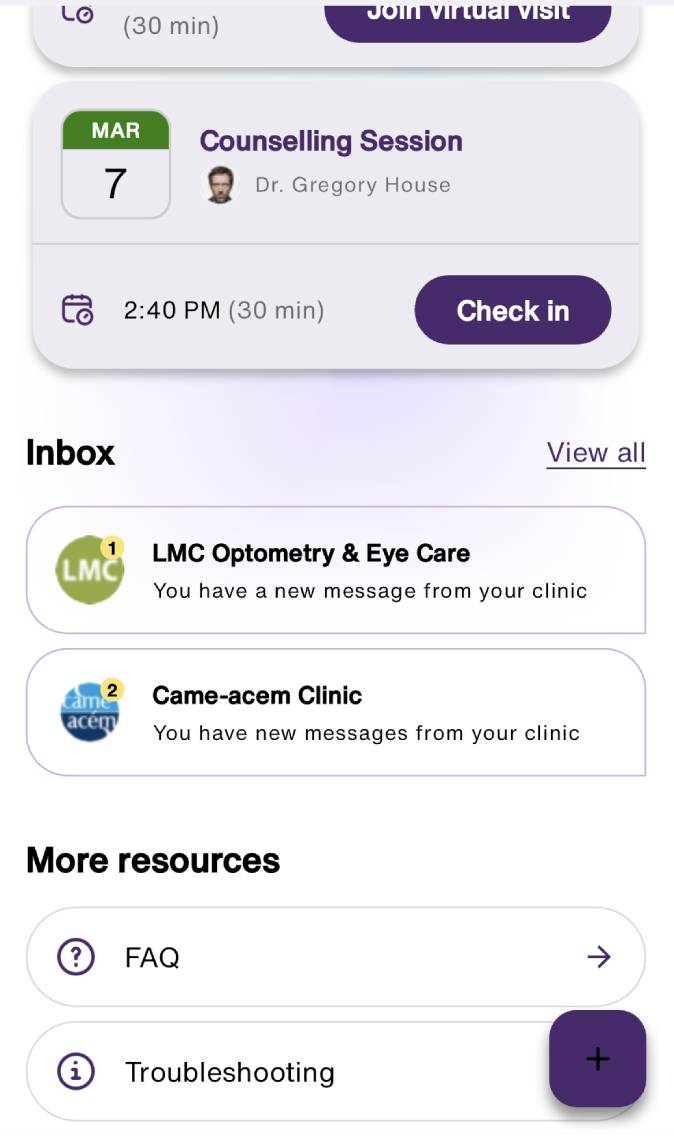 (30 min)
Join virtual visit
MAR
7
Counselling Session
Dr. Gregory House
2:40 PM (30 min)
Check in
Inbox
View all
LMC
1
LMC Optometry & Eye Care
You have a new message from your clinic
came
acém
2
Came-acem Clinic
You have new messages from your clinic
More resources
FAQ
Troubleshooting
+